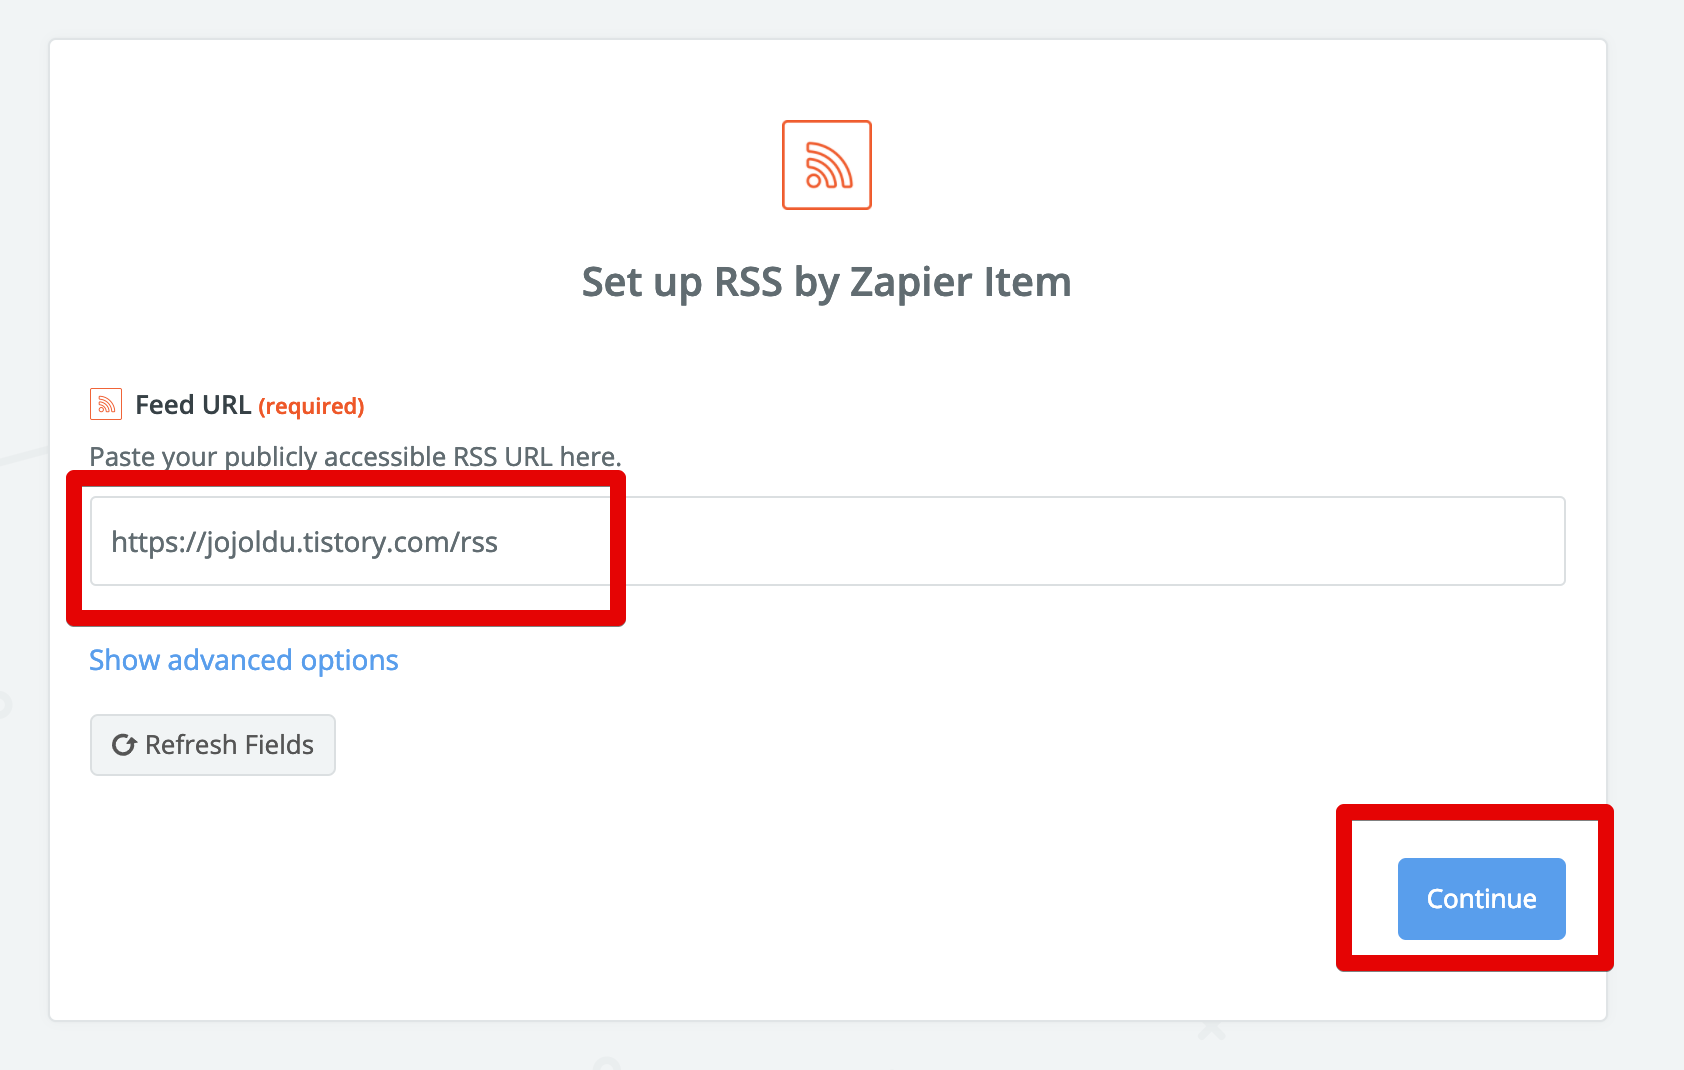 Set up RSS by Zapier Item
Feed URL (required)
Paste your publicly accessible RSS URL here.
https://jojoldu.tistory.com/rss
Show advanced options
Refresh Fields
Continue